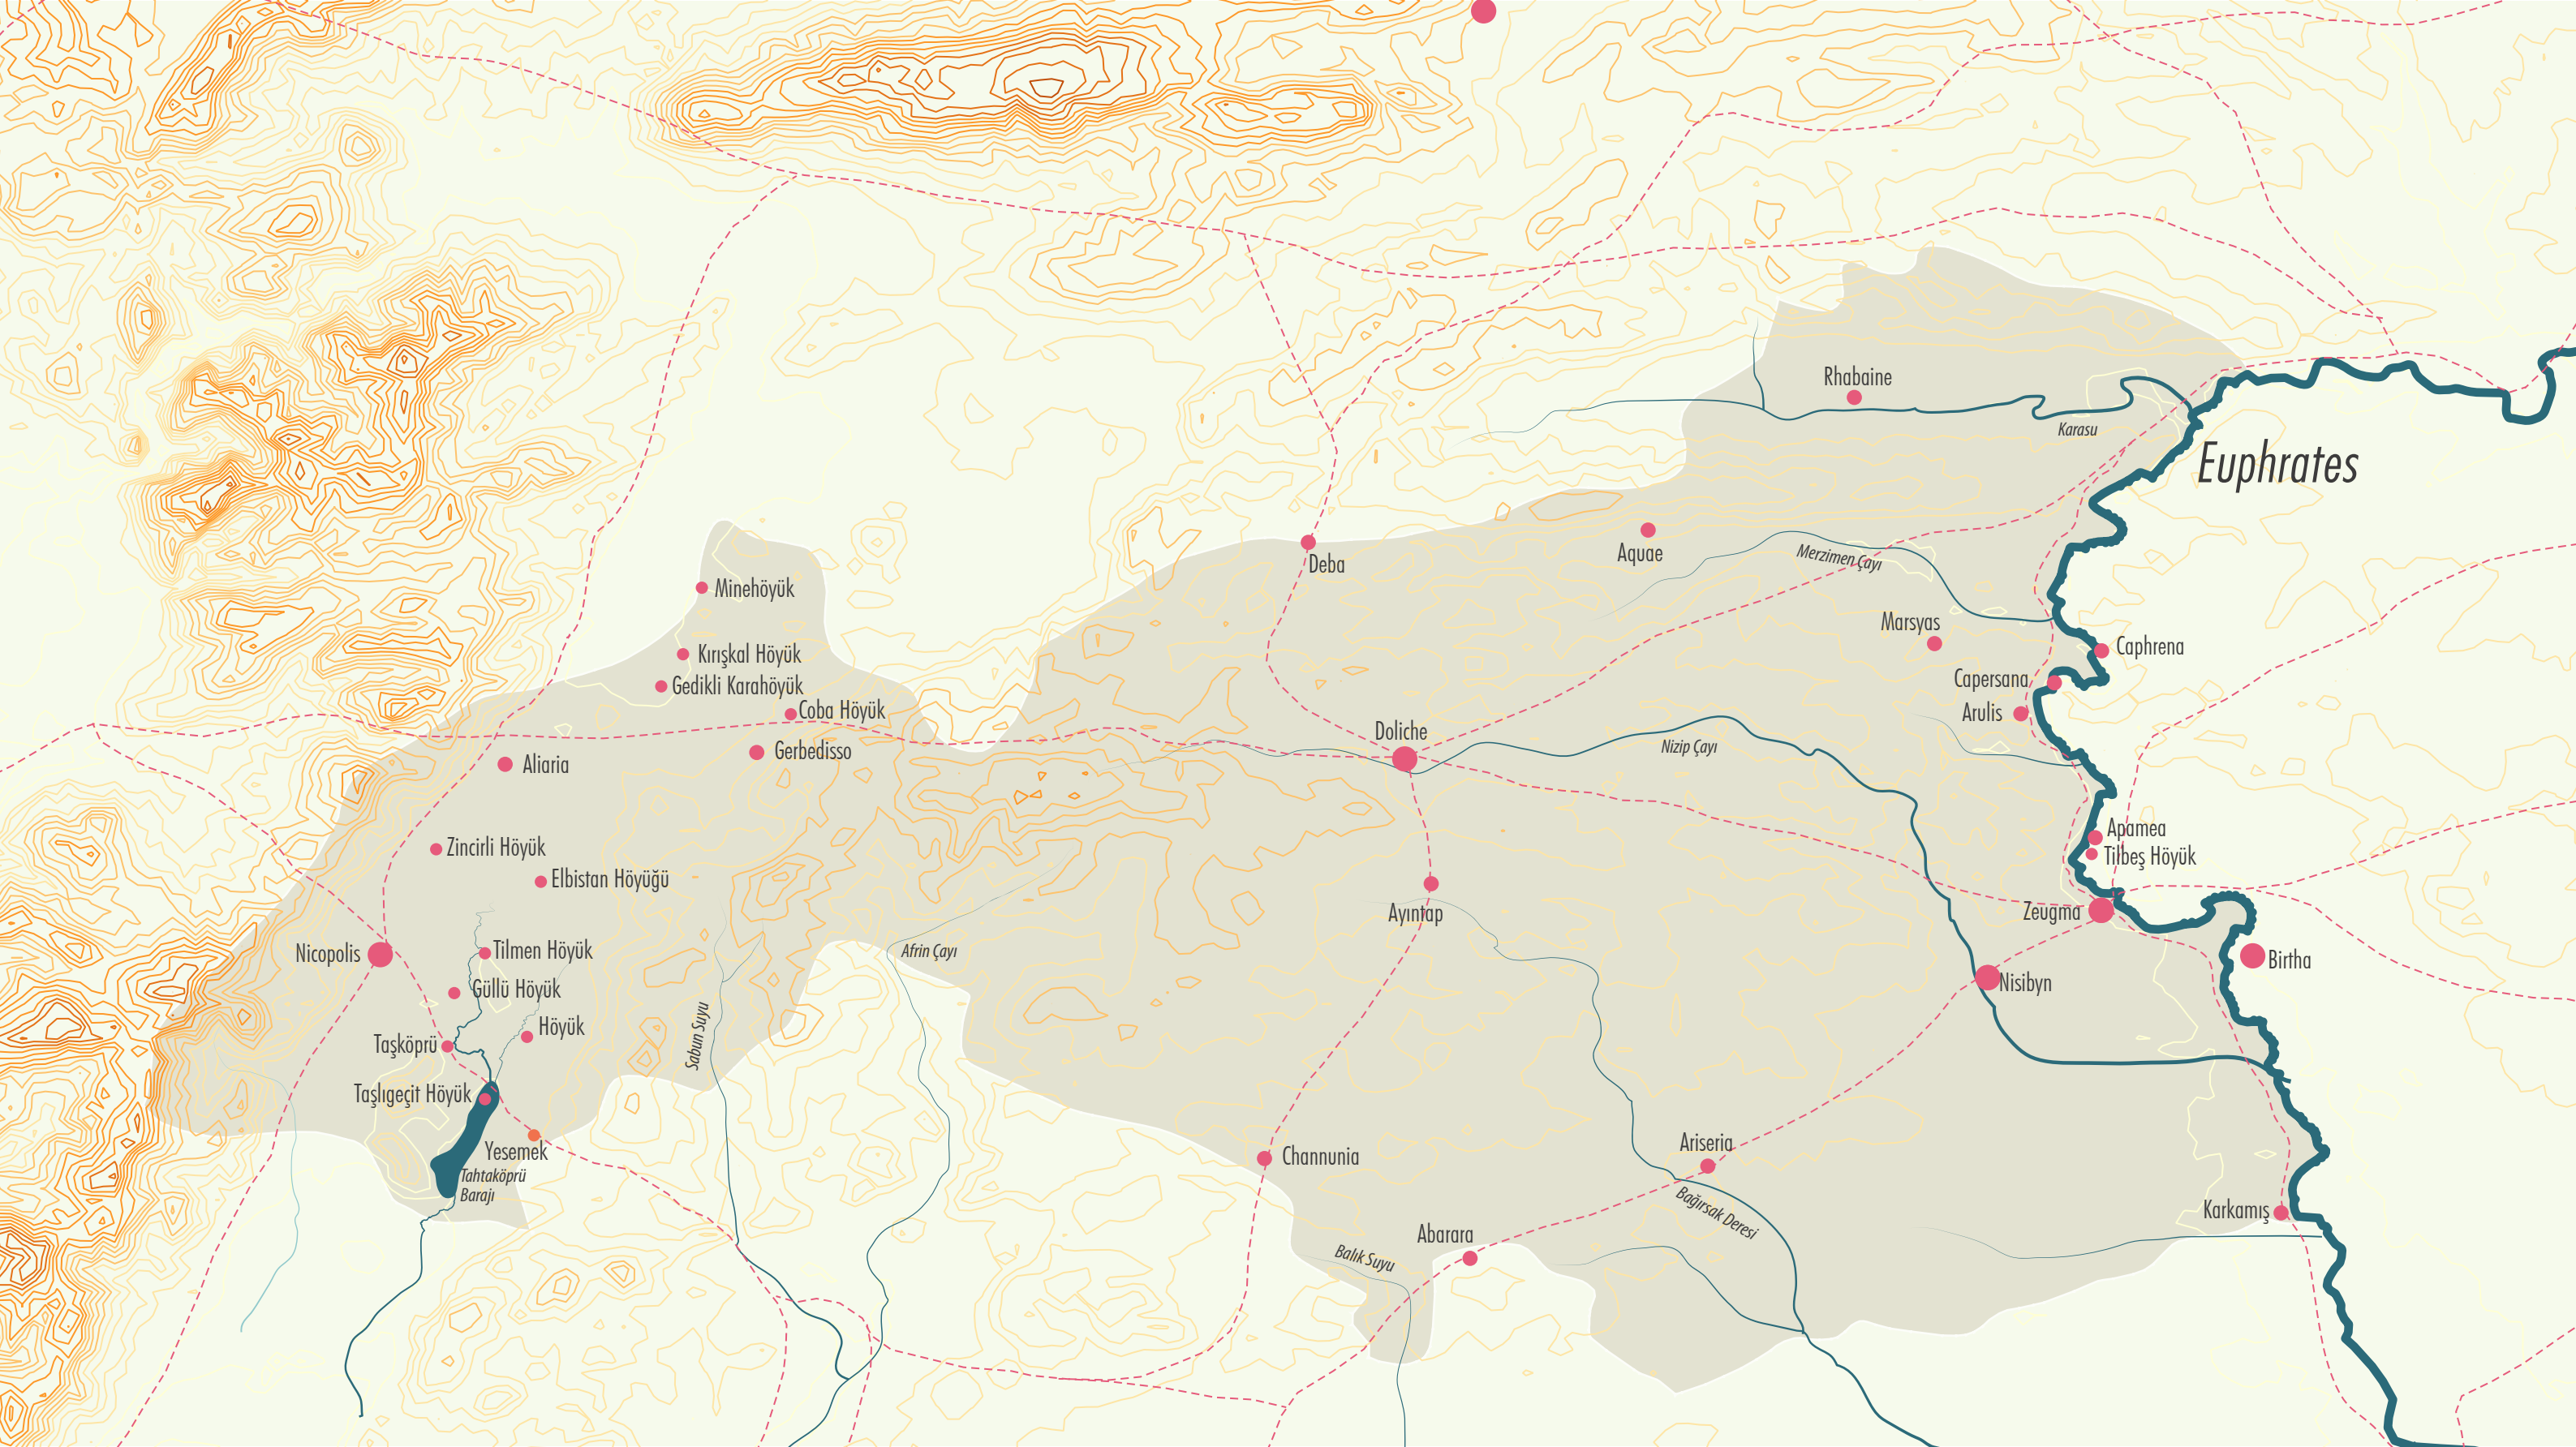 Rhabaine
Karasu
Euphrates
Aquae
Merzimen Çayı
Deba
Minehöyük
Marsyas
Caphrena
Kırışkal Höyük
Gedikli Karahöyük
Capersana
Coba Höyük
Arulis
Doliche
Gerbedisso
Nizip Çayı
Aliaria
Apamea
Zincirli Höyük
Tilbeş Höyük
Elbistan Höyüğü
Ayıntap
Zeugma
Nicopolis
Tilmen Höyük
Afrin Çayı
Birtha
Güllü Höyük
Nisibyn
Höyük
Sabun Suyu
Taşköprü
Taşlıgeçit Höyük
Yesemek
Ariseria
Channunia
Tahtaköprü
Barajı
Bağırsak Deresi
Karkamış
Abarara
Balık Suyu